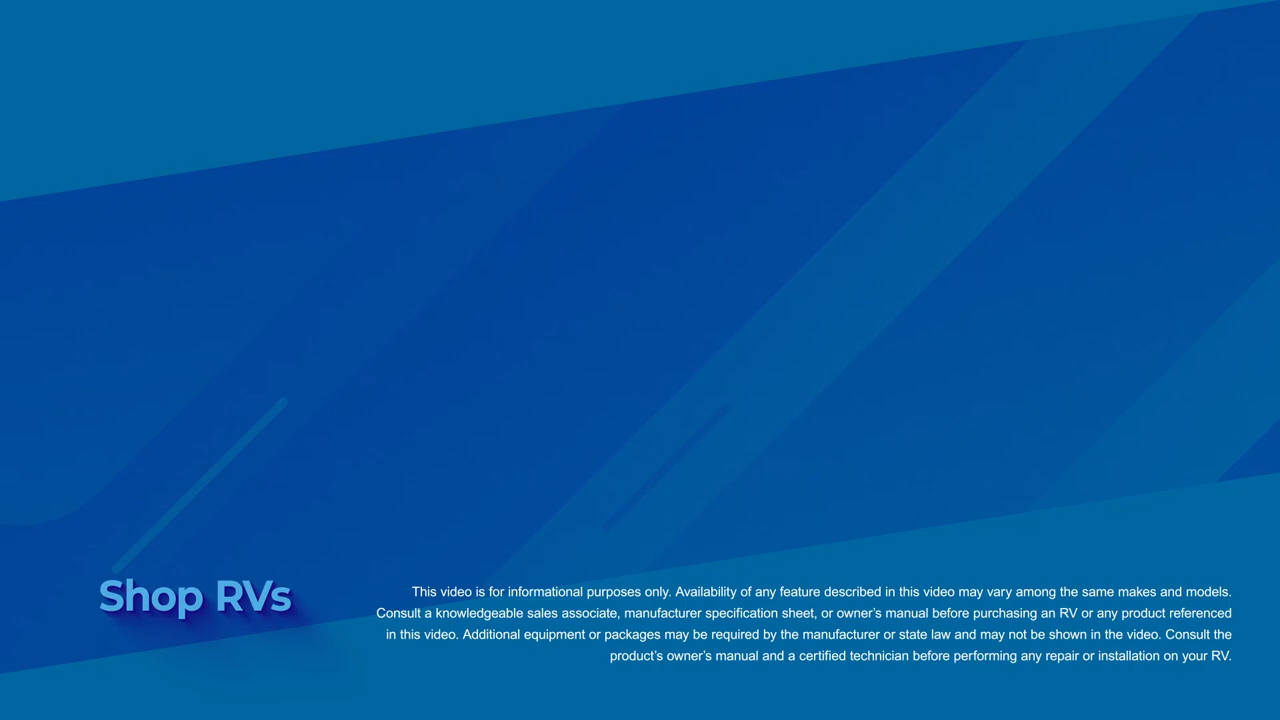 Shop RVs
This video is for informational purposes only. Availability of any feature described in this video may vary among the same makes and models.
Consult a knowledgeable sales associate, manufacturer specification sheet, or owner’s manual before purchasing an RV or any product referenced
in this video. Additional equipment or packages may be required by the manufacturer or state law and may not be shown in the video. Consult the
product’s owner’s manual and a certified technician before performing any repair or installation on your RV.